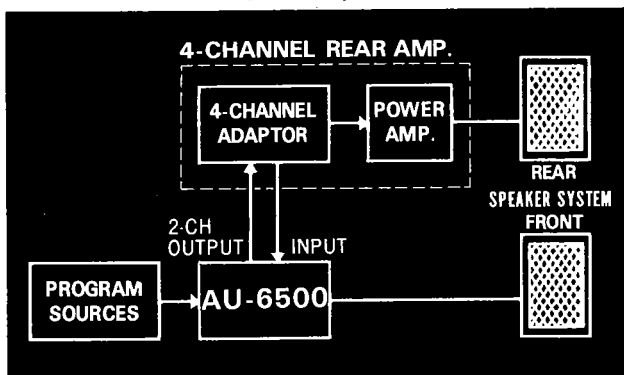 4-CHANNEL REAR AMP.
4-CHANNEL
ADAPTOR
POWER
AMP.
REAR
SPEAKER SYSTEM
FRONT
2-CH
OUTPUT
INPUT
PROGRAM
SOURCES
AU-6500